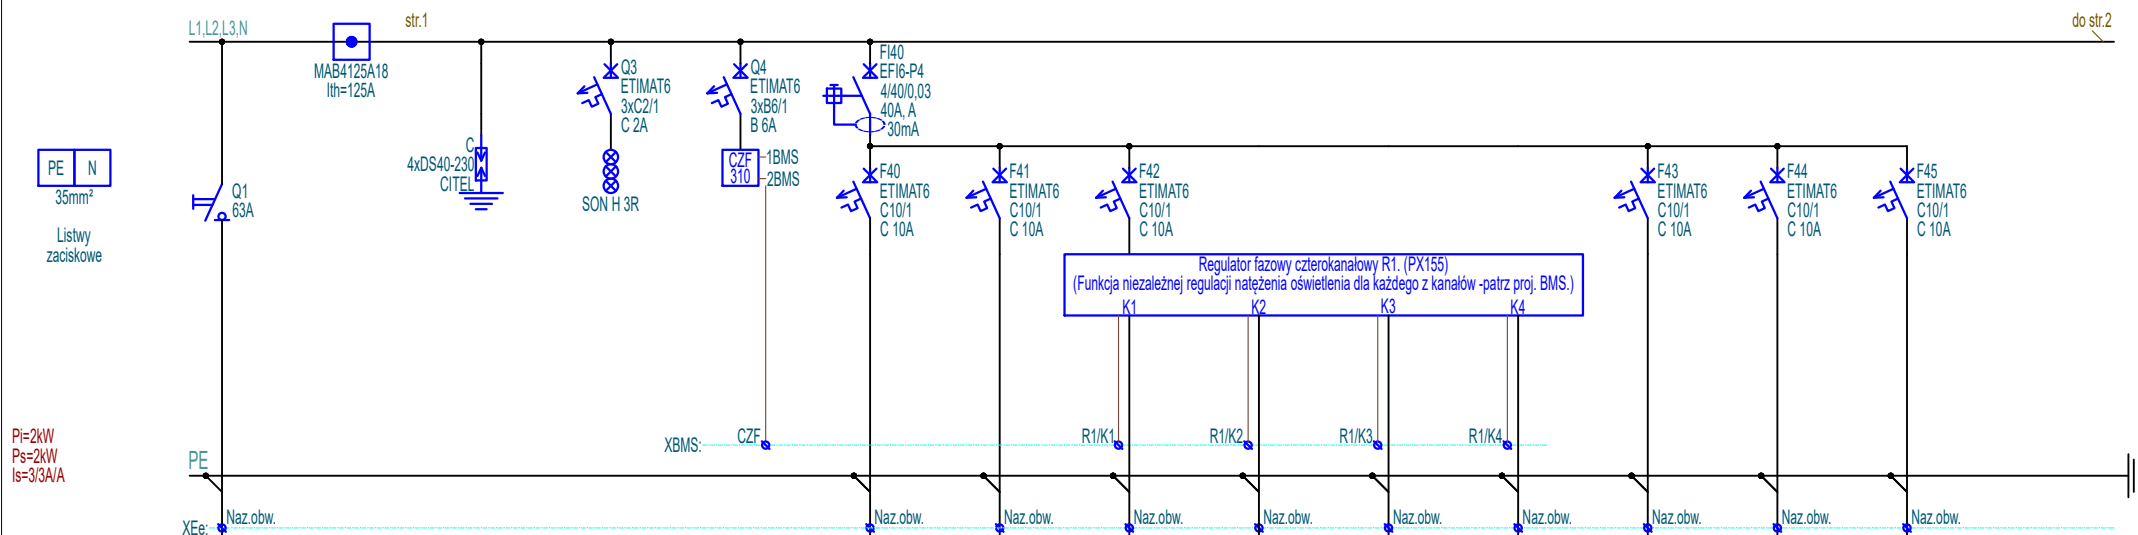 L1,L2,L3,N
str.1
do str.2
MAB4125A18
Ith=125A
Q3
ETIMAT6
3xC2/1
C 2A
Q4
ETIMAT6
3xB6/1
B 6A
FI40
EFI6-P4
4/40/0,03
40A, A
30mA
C
4xDS40-230
CITEL
PE N
35mm²
Listwy
zaciskowe
Q1
63A
SON H 3R
CZF
310
1BMS
2BMS
F40
ETIMAT6
C10/1
C 10A
F41
ETIMAT6
C10/1
C 10A
F42
ETIMAT6
C10/1
C 10A
F43
ETIMAT6
C10/1
C 10A
F44
ETIMAT6
C10/1
C 10A
F45
ETIMAT6
C10/1
C 10A
Regulator fazowy czterokanałowy R1. (PX155)
(Funkcja niezależnej regulacji natężenia oświetlenia dla każdego z kanałów -patrz proj. BMS.)
K1 K2 K3 K4
Pi=2kW
Ps=2kW
Is=3/3A/A
XBMS: CZF R1/K1 R1/K2 R1/K3 R1/K4
PE
XEe: Naz.obw. Naz.obw. Naz.obw. Naz.obw. Naz.obw. Naz.obw. Naz.obw. Naz.obw. Naz.obw. Naz.obw.